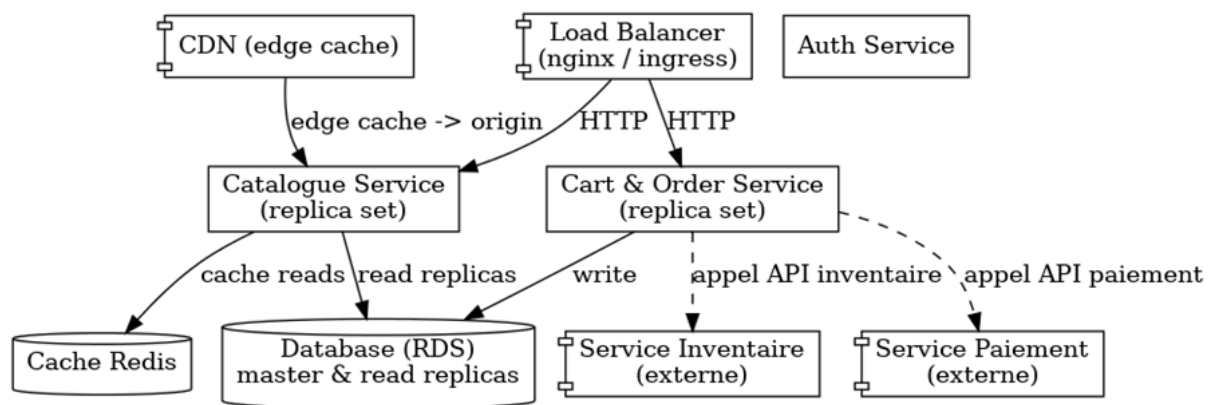 CDN (edge cache)
Load Balancer
(nginx / ingress)
Auth Service
edge cache -> origin
HTTP
HTTP
Catalogue Service
(replica set)
Cart & Order Service
(replica set)
cache reads
read replicas
write
appel API inventaire
appel API paiement
Cache Redis
Database (RDS)
master & read replicas
Service Inventaire
(externe)
Service Paiement
(externe)